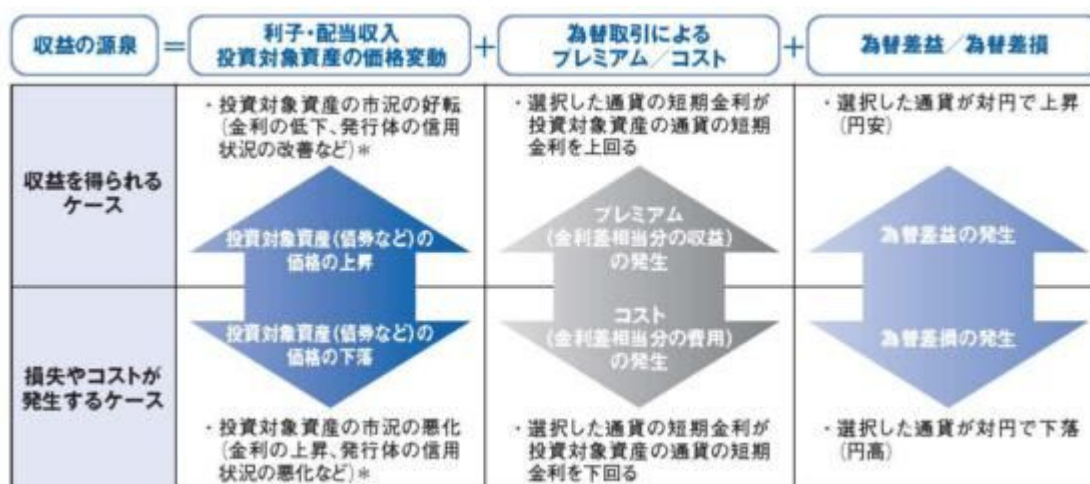 収益の源泉
=
利子・配当収入
投資対象資産の価格変動
+
為替取引による
プレミアム/コスト
+
為替差益/為替差損
収益を得られる
ケース
・投資対象資産の市況の好転
(金利の低下、発行体の信用
状況の改善など)*
投資対象資産(債券など)の
価格の上昇
・選択した通貨の短期金利が
投資対象資産の通貨の短期
金利を上回る
プレミアム
(金利差相当分の収益)
の発生
・選択した通貨が対円で上昇
(円安)
為替差益の発生
損失やコストが
発生するケース
投資対象資産(債券など)の
価格の下落
・投資対象資産の市況の悪化
(金利の上昇、発行体の信用
状況の悪化など)*
コスト
(金利差相当分の費用)
の発生
・選択した通貨の短期金利が
投資対象資産の通貨の短期
金利を下回る
為替差損の発生
・選択した通貨が対円で下落
(円高)